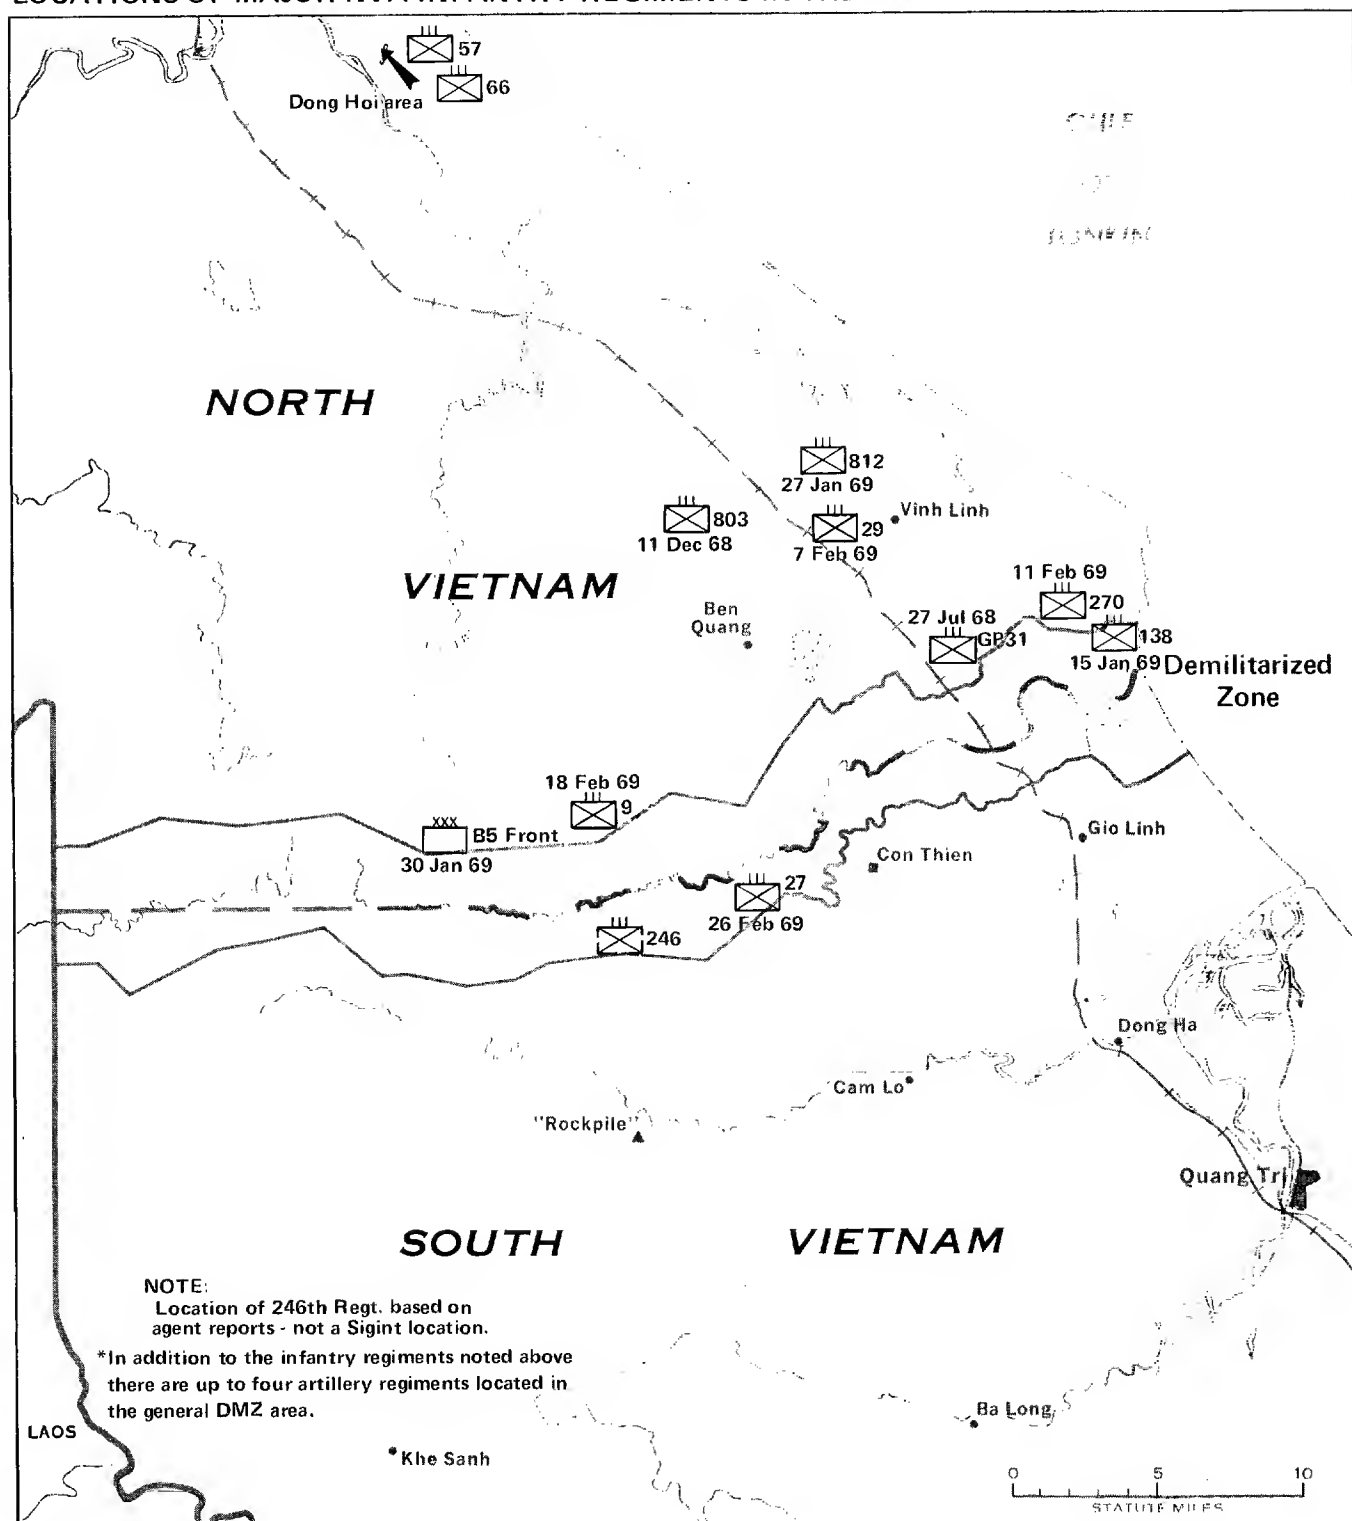 57
66
Dong Hoi area
GULF
TONKIN
NORTH
812
27 Jan 69
803
11 Dec 68
29
7 Feb 69
Vinh Linh
VIETNAM
11 Feb 69
270
Ben
Quang
27 Jul 68
GP31
138
15 Jan 69
Demilitarized
Zone
18 Feb 69
9
XXX
B5 Front
30 Jan 69
Gio Linh
Con Thien
27
26 Feb 69
246
Dong Ha
Cam Lo
"Rockpile"
Quang Tri
SOUTH
VIETNAM
NOTE:
Location of 246th Regt. based on
agent reports - not a Sigint location.
*In addition to the infantry regiments noted above
there are up to four artillery regiments located in
the general DMZ area.
LAOS
Khe Sanh
Ba Long
0 5 10
STATUTE MILES